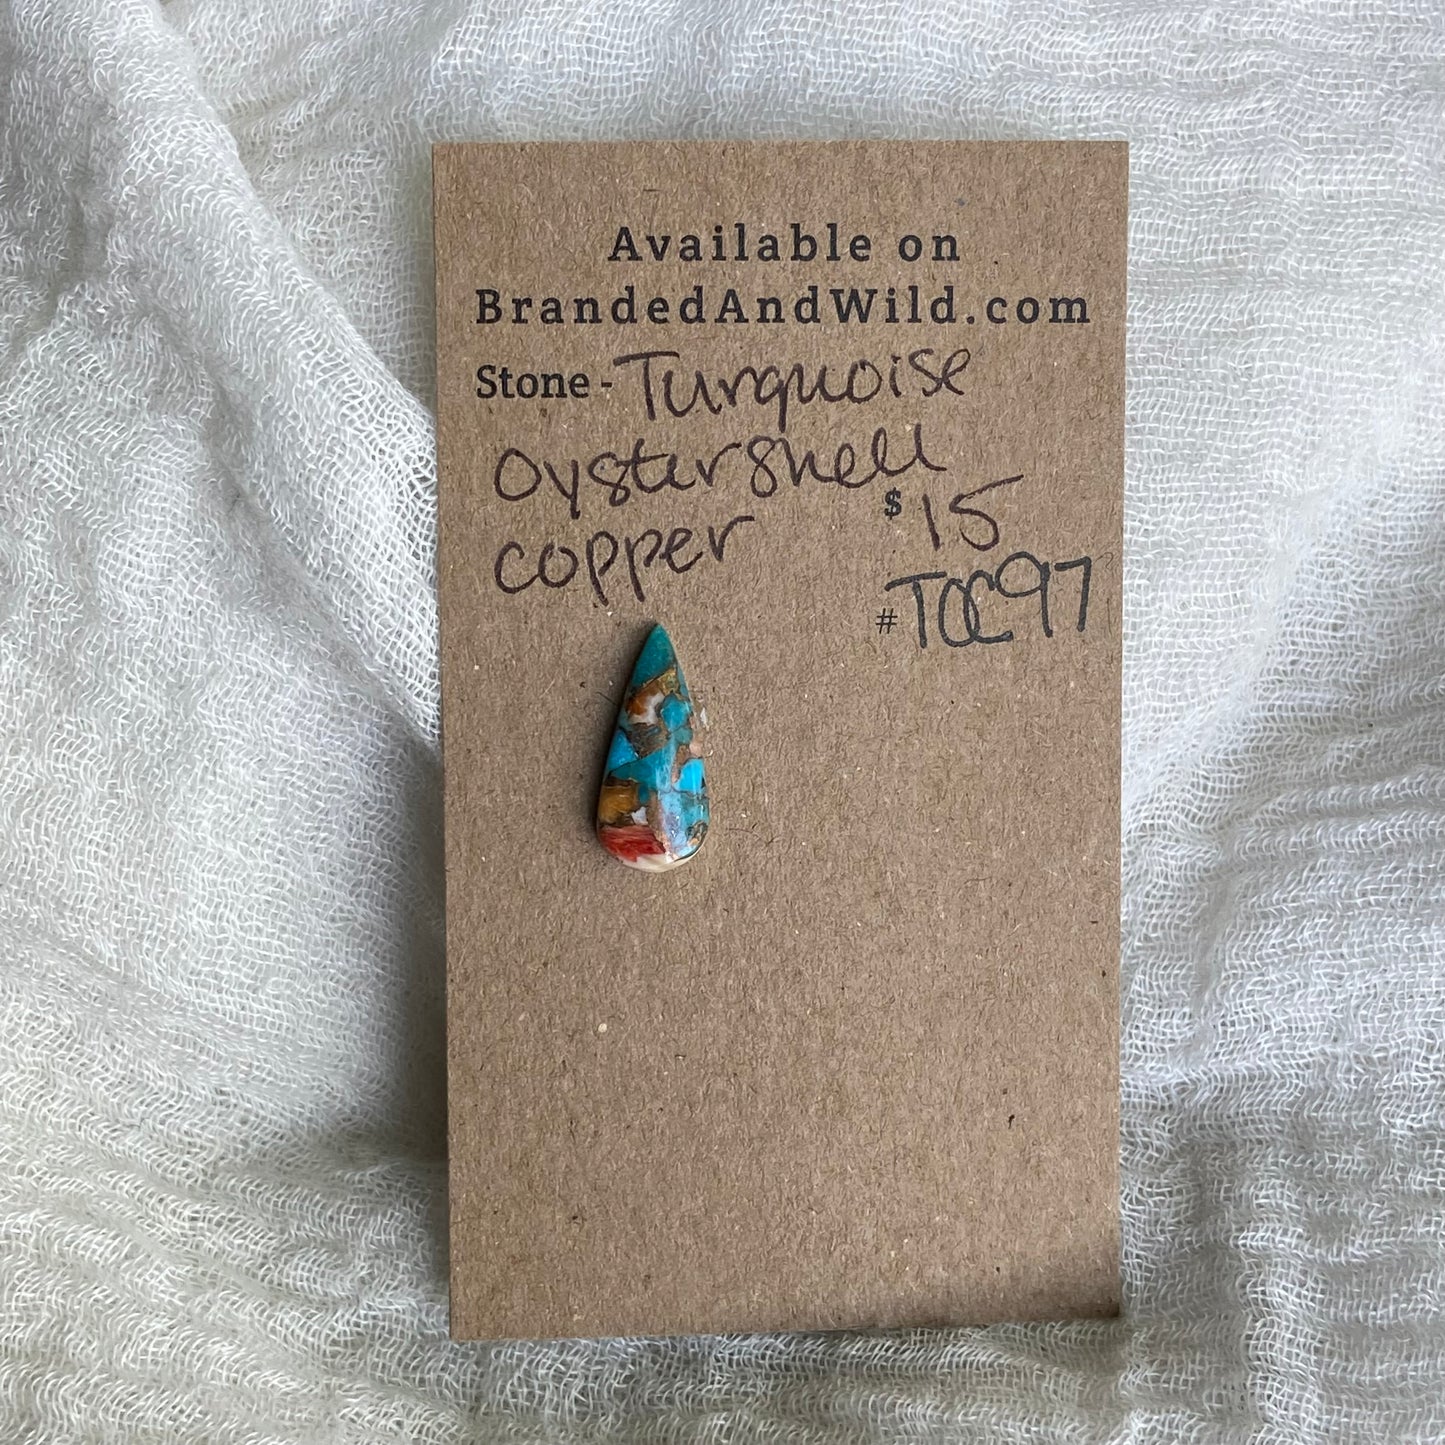 Available on
BrandedAndWild.com
Stone - Turquoise
oystershell
$15
copper
#TOC97